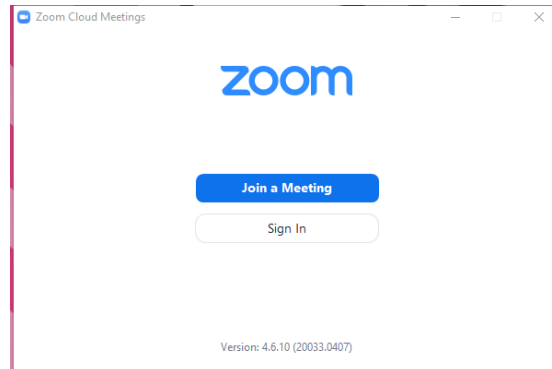 Zoom Cloud Meetings
zoom
Join a Meeting
Sign In
Version: 4.6.10 (20033.0407)